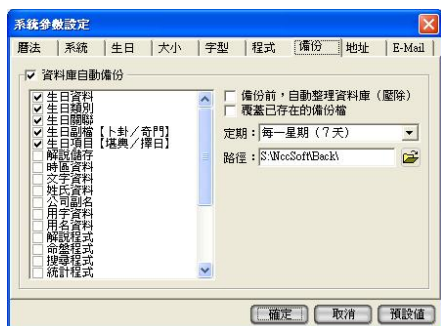 系統參數設定
曆法 系統 生日 大小 字型 程式 備份 地址 E-Mail
資料庫自動備份
生日資料
生日類別
生日關聯
生日副檔【卜卦／奇門】
生日項目【堪輿／擇日】
解說儲存
時區資料
文字資料
姓氏資料
公司副名
用字資料
用名資料
解說程式
命盤程式
搜尋程式
統計程式
備份前，自動整理資料庫（壓除）
覆蓋已存在的備份檔
定期：每一星期（７天）
路徑：S:\NccSoft\Back\
確定 取消 預設值